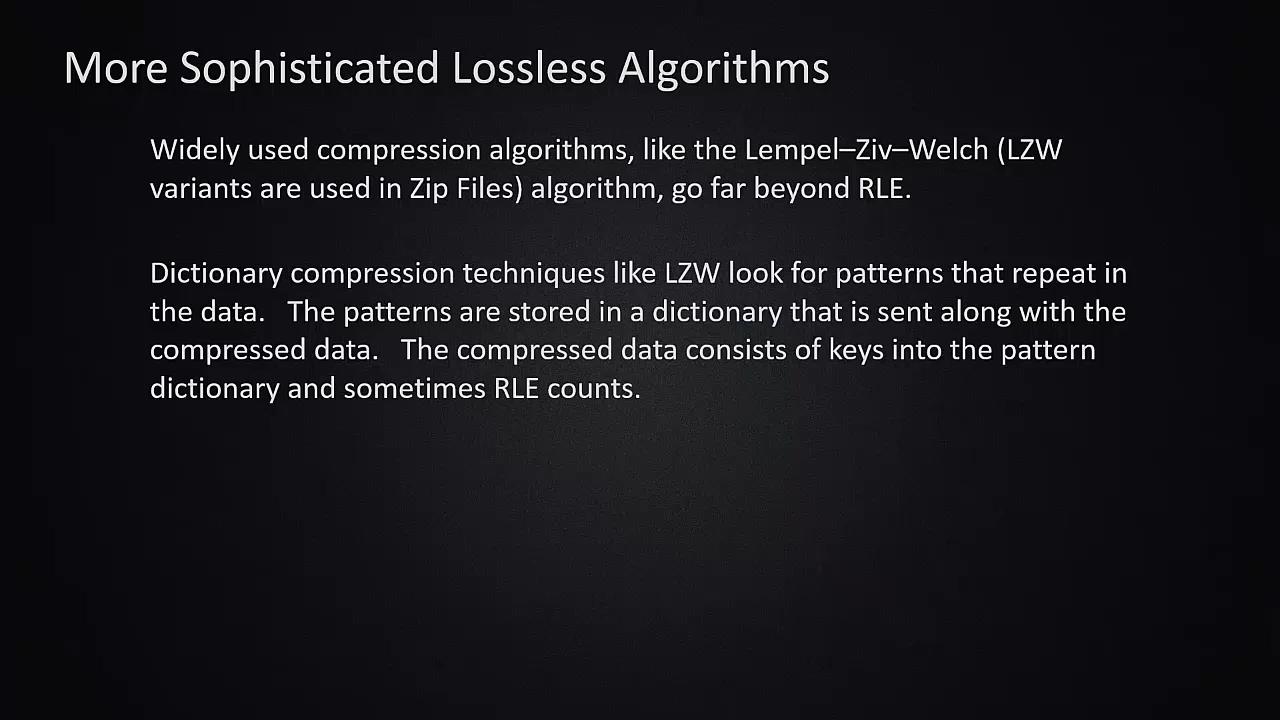 More Sophisticated Lossless Algorithms
Widely used compression algorithms, like the Lempel–Ziv–Welch (LZW
variants are used in Zip Files) algorithm, go far beyond RLE.
Dictionary compression techniques like LZW look for patterns that repeat in
the data.   The patterns are stored in a dictionary that is sent along with the
compressed data.   The compressed data consists of keys into the pattern
dictionary and sometimes RLE counts.